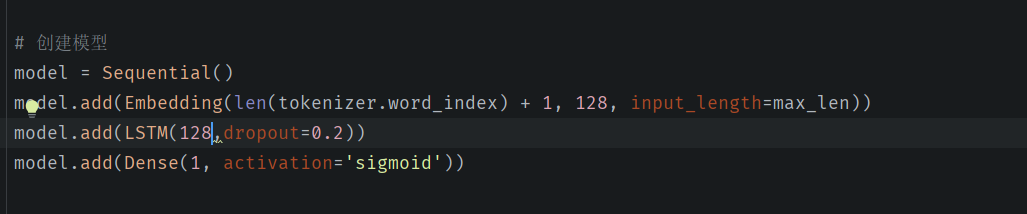 # 创建模型
model = Sequential()
model.add(Embedding(len(tokenizer.word_index) + 1, 128, input_length=max_len))
model.add(LSTM(128,dropout=0.2))
model.add(Dense(1, activation='sigmoid'))